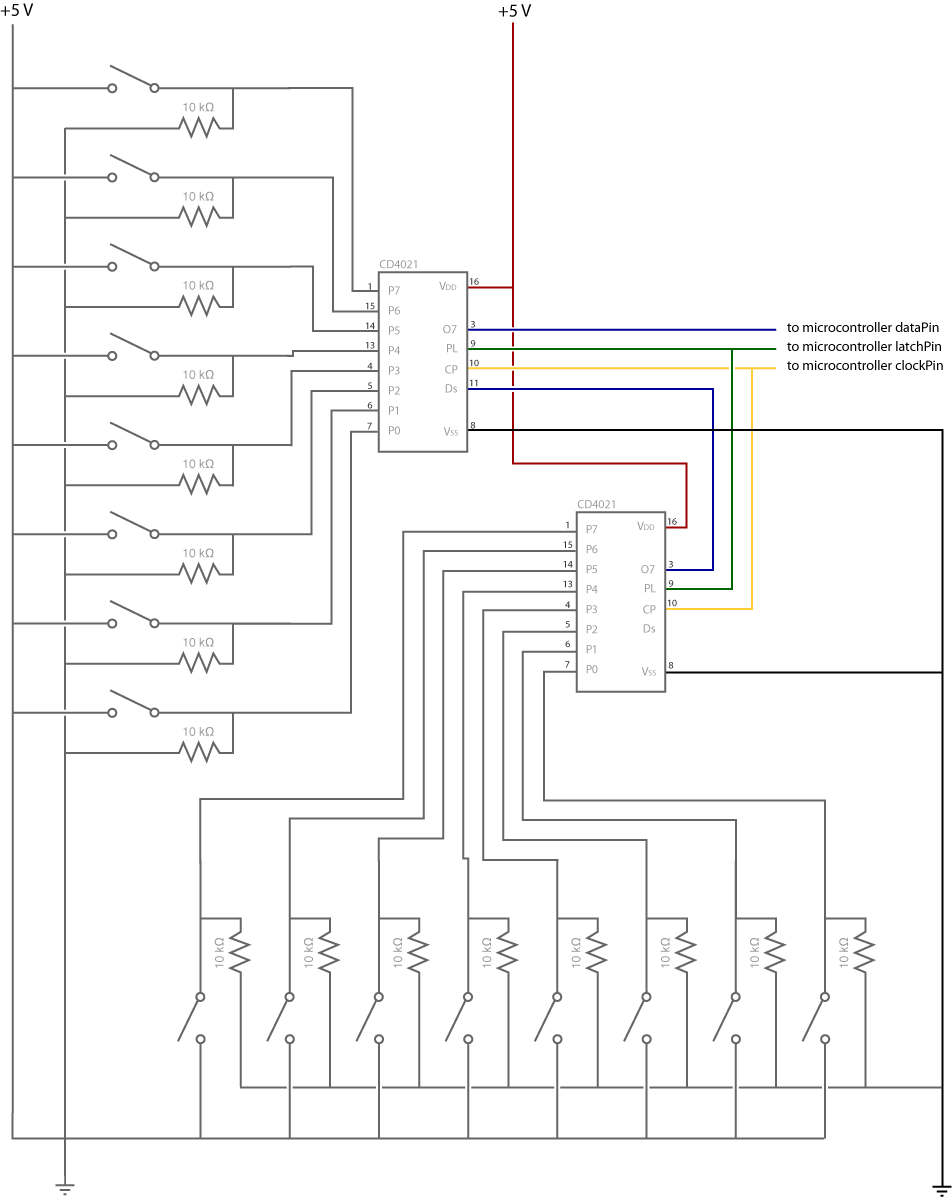 +5 V
+5 V
10 kΩ
10 kΩ
10 kΩ
10 kΩ
10 kΩ
10 kΩ
10 kΩ
10 kΩ
CD4021
1 P7 VDD 16
15 P6
14 P5 O7 3
13 P4 PL 9
4 P3 CP 10
5 P2 Ds 11
6 P1
7 P0 VSS 8
to microcontroller dataPin
to microcontroller latchPin
to microcontroller clockPin
CD4021
1 P7 VDD 16
15 P6
14 P5 O7 3
13 P4 PL 9
4 P3 CP 10
5 P2 Ds
6 P1
7 P0 VSS 8
10 kΩ
10 kΩ
10 kΩ
10 kΩ
10 kΩ
10 kΩ
10 kΩ
10 kΩ